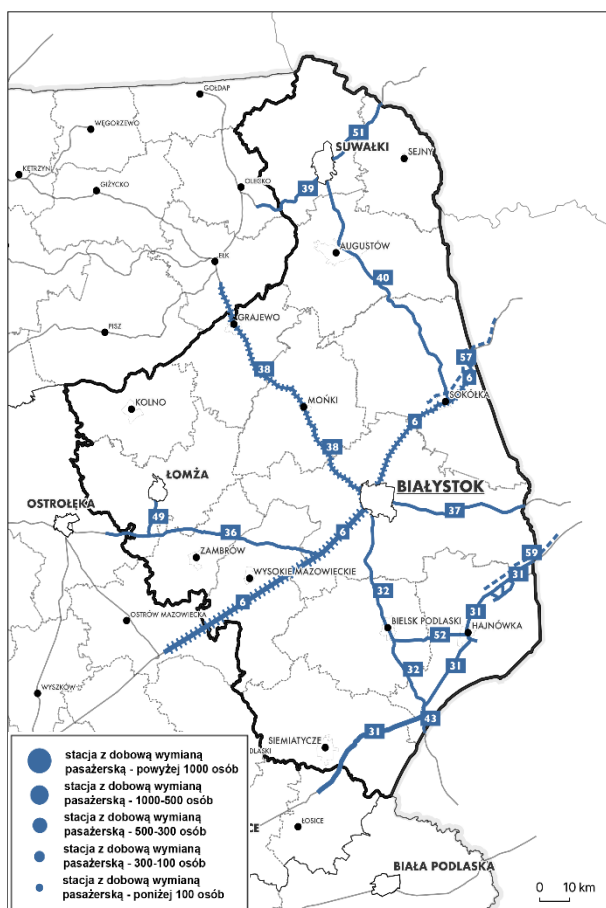 GOŁDAP
WĘGORZEWO
51
SUWAŁKI
SEJNY
KĘTRZYN
GIŻYCKO
OLECKO
39
AUGUSTÓW
EŁK
40
GRAJEWO
PISZ
57
38
6
KOLNO
MOŃKI
SOKÓŁKA
6
38
ŁOMŻA
BIAŁYSTOK
OSTROŁĘKA
49
36
6
37
ZAMBRÓW
59
WYSOKIE MAZOWIECKIE
31
6
32
31
OSTRÓW MAZOWIECKA
BIELSK PODLASKI
52
HAJNÓWKA
32
31
WYSZKÓW
43
31
SIEMIATYCZE
DLASKI
stacja z dobową wymianą
pasażerską - powyżej 1000 osób
stacja z dobową wymianą
pasażerską - 1000-500 osób
stacja z dobową wymianą
pasażerską - 500-300 osób
stacja z dobową wymianą
pasażerską - 300-100 osób
stacja z dobową wymianą
pasażerską - poniżej 100 osób
CE
ŁOSICE
BIAŁA PODLASKA
0 10 km